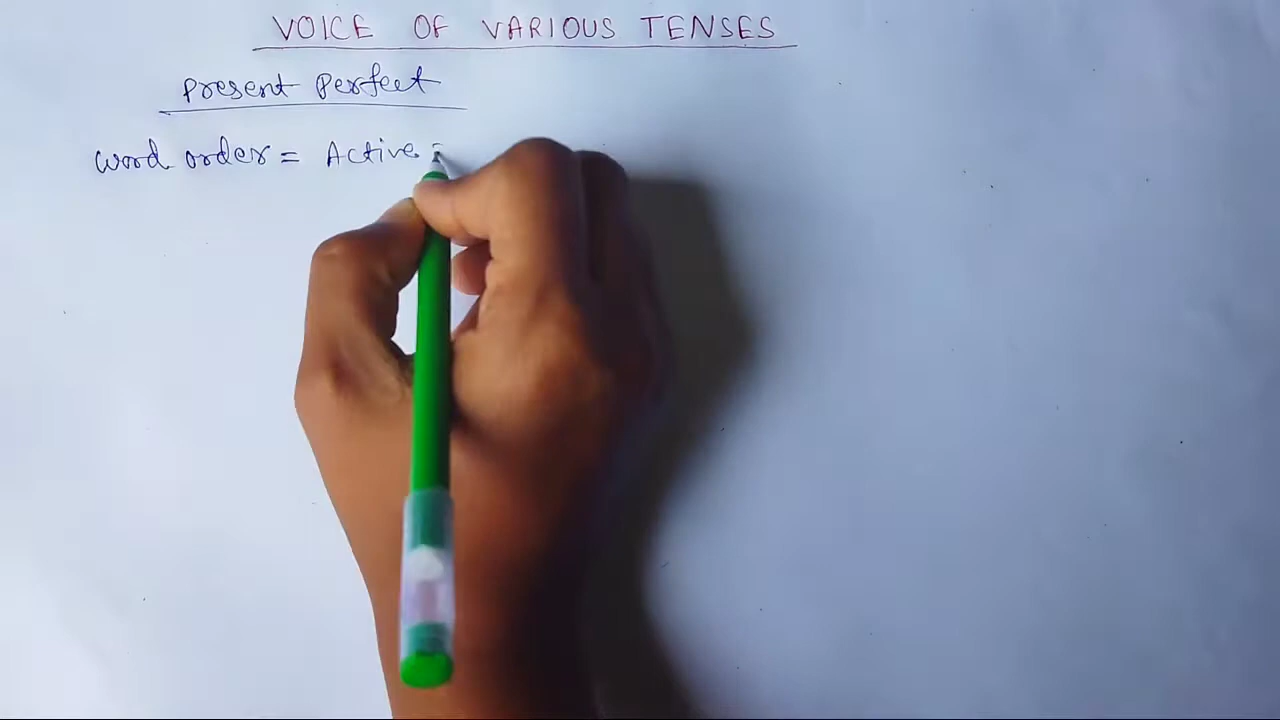 VOICE OF VARIOUS TENSES
Present Perfect
word order = Active